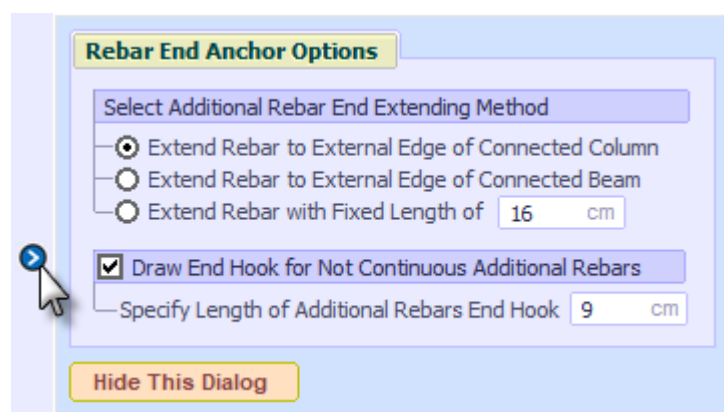 Rebar End Anchor Options
Select Additional Rebar End Extending Method
Extend Rebar to External Edge of Connected Column
Extend Rebar to External Edge of Connected Beam
Extend Rebar with Fixed Length of 16 cm
Draw End Hook for Not Continuous Additional Rebars
Specify Length of Additional Rebars End Hook 9 cm
Hide This Dialog